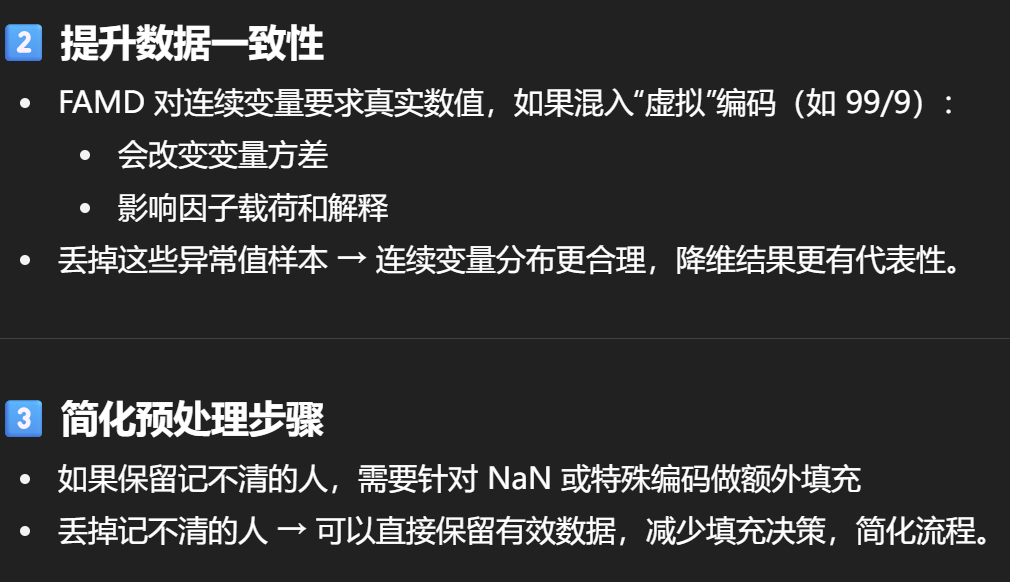 2 提升数据一致性
• FAMD 对连续变量要求真实数值，如果混入“虚拟”编码（如 99/9）：
• 会改变变量方差
• 影响因子载荷和解释
• 丢掉这些异常值样本 → 连续变量分布更合理，降维结果更有代表性。
3 简化预处理步骤
• 如果保留记不清的人，需要针对 NaN 或特殊编码做额外填充
• 丢掉记不清的人 → 可以直接保留有效数据，减少填充决策，简化流程。